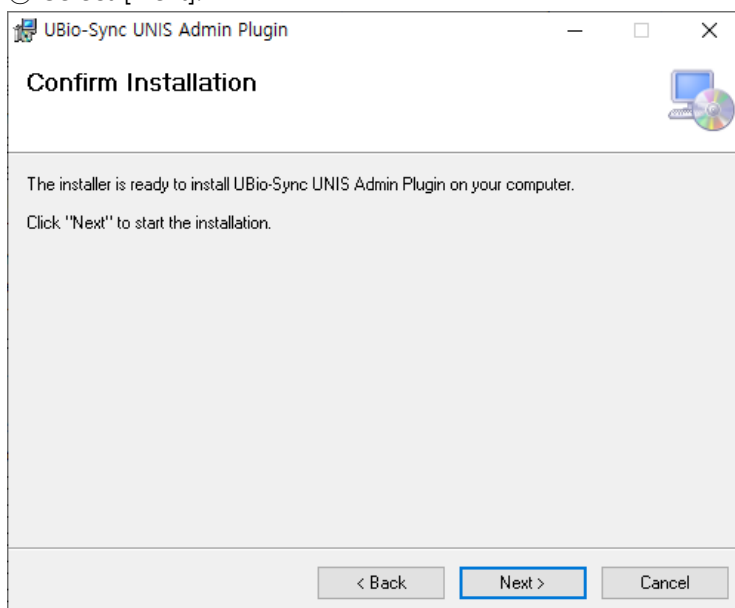 UBio-Sync UNIS Admin Plugin
Confirm Installation
The installer is ready to install UBio-Sync UNIS Admin Plugin on your computer.
Click "Next" to start the installation.
< Back Next > Cancel